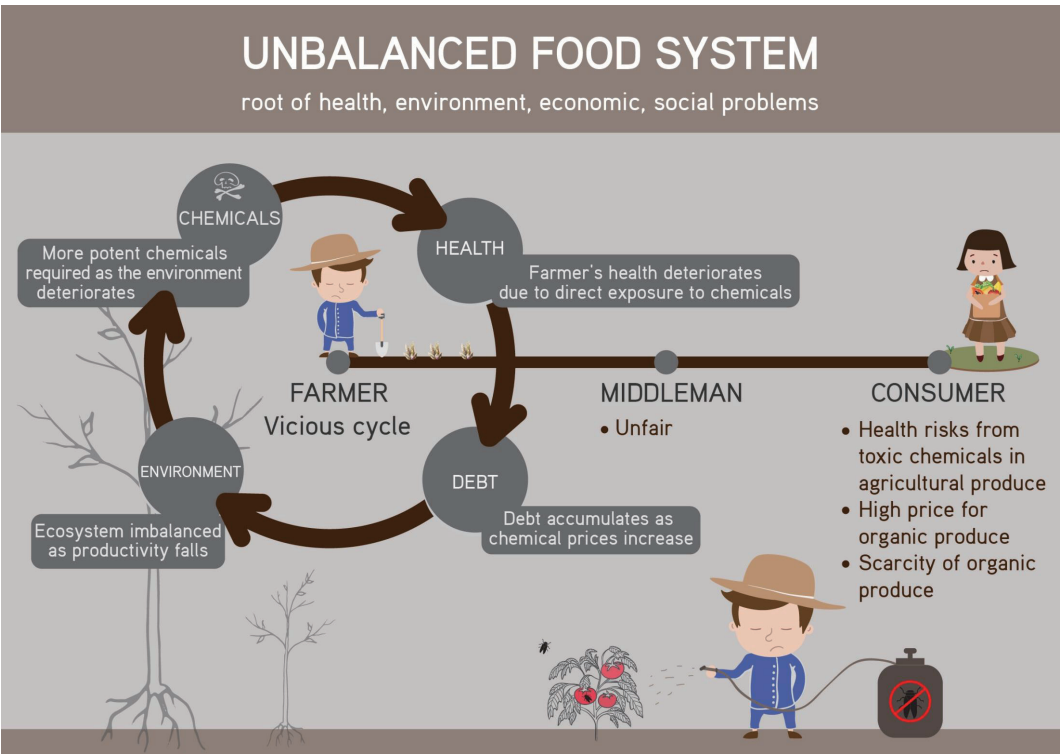 UNBALANCED FOOD SYSTEM
root of health, environment, economic, social problems
CHEMICALS
More potent chemicals
required as the environment
deteriorates
HEALTH
Farmer's health deteriorates
due to direct exposure to chemicals
FARMER
Vicious cycle
MIDDLEMAN
• Unfair
CONSUMER
• Health risks from
toxic chemicals in
agricultural produce
• High price for
organic produce
• Scarcity of organic
produce
ENVIRONMENT
Ecosystem imbalanced
as productivity falls
DEBT
Debt accumulates as
chemical prices increase